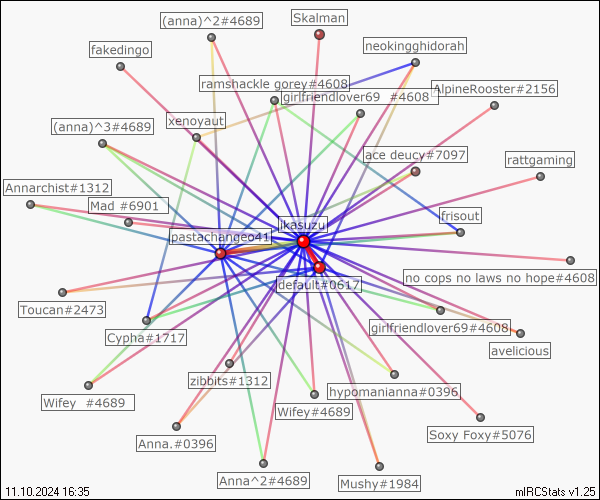 (anna)^2#4689
Skalman
fakedingo
neokingghidorah
ramshackle gorey#4608
girlfriendlover69  #4608
AlpineRooster#2156
(anna)^3#4689
xenoyaut
ace deucy#7097
rattgaming
Annarchist#1312
Mad #6901
frisout
jkasuzu
pastachangeo41
no cops no laws no hope#4608
default#0617
Toucan#2473
Cypha#1717
girlfriendlover69#4608
avelicious
zibbits#1312
hypomanianna#0396
Wifey  #4689
Wifey#4689
Anna.#0396
Soxy Foxy#5076
Anna^2#4689
Mushy#1984
11.10.2024 16:35
mIRCStats v1.25